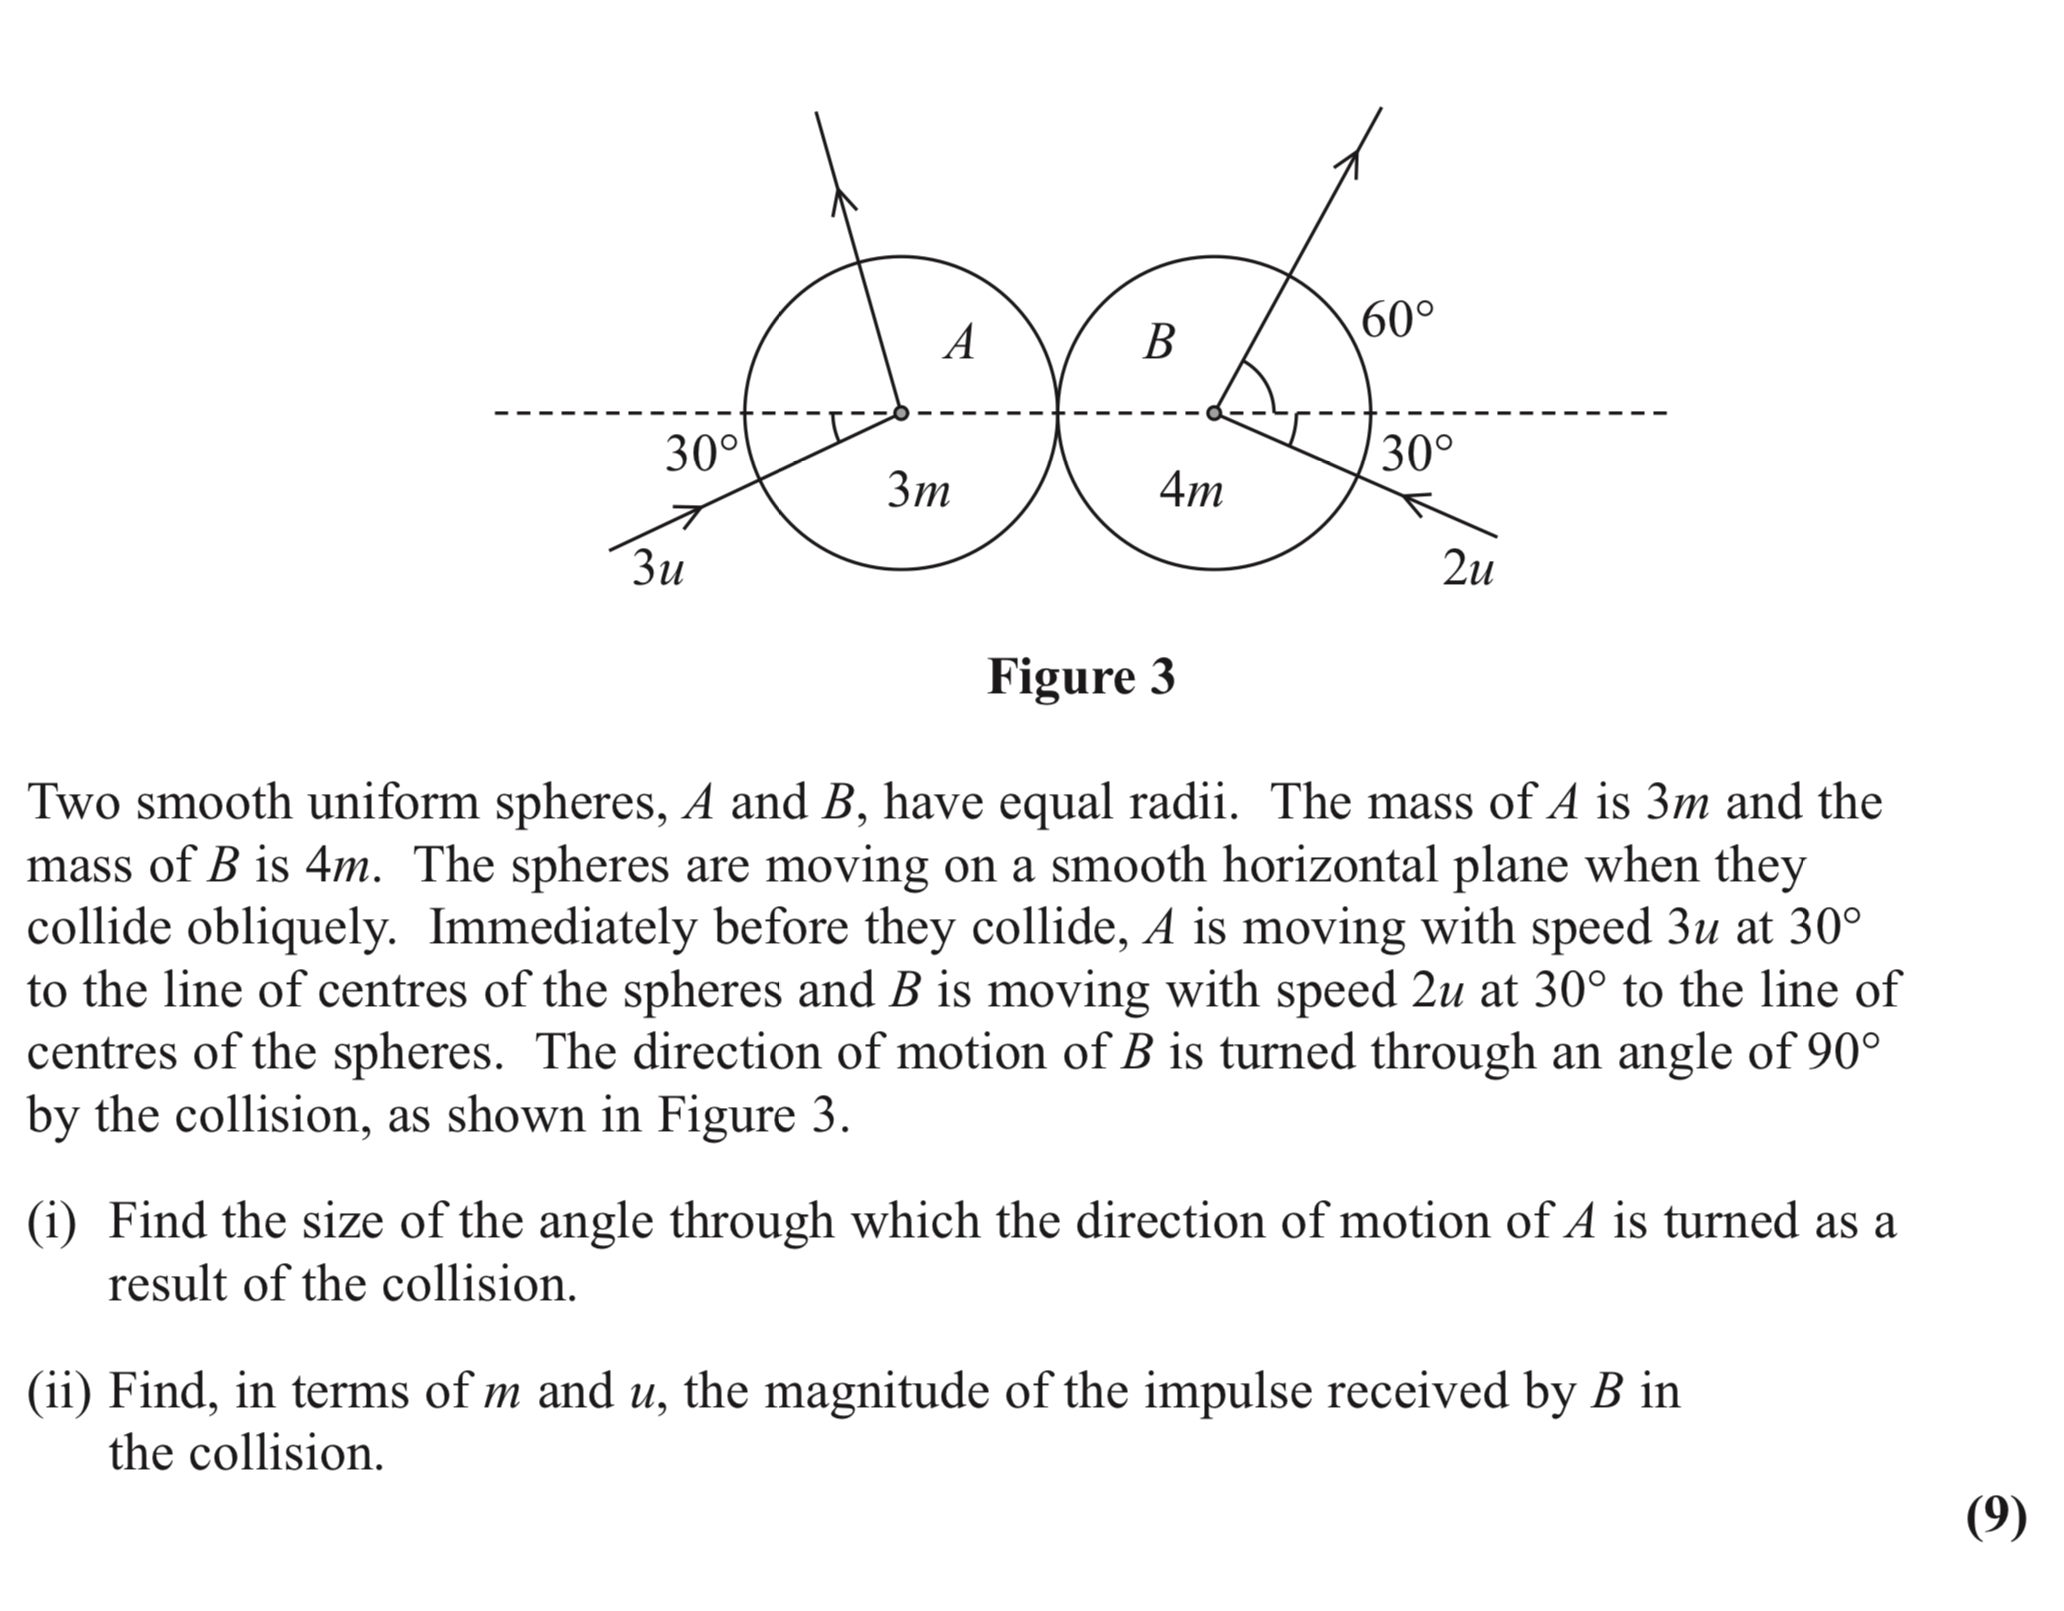 A
B
60°
30°
30°
3m
4m
3u
2u
Figure 3
Two smooth uniform spheres, A and B, have equal radii. The mass of A is 3m and the
mass of B is 4m. The spheres are moving on a smooth horizontal plane when they
collide obliquely. Immediately before they collide, A is moving with speed 3u at 30°
to the line of centres of the spheres and B is moving with speed 2u at 30° to the line of
centres of the spheres. The direction of motion of B is turned through an angle of 90°
by the collision, as shown in Figure 3.
(i) Find the size of the angle through which the direction of motion of A is turned as a
result of the collision.
(ii) Find, in terms of m and u, the magnitude of the impulse received by B in
the collision.
(9)